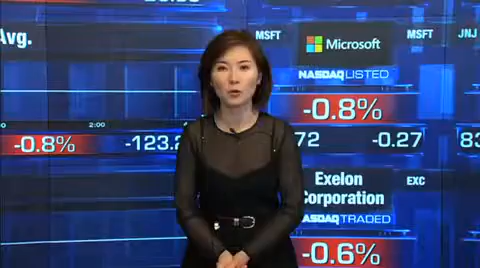 Avg.
MSFT
Microsoft
MSFT
JNJ
NASDAQ LISTED
-0.8%
2:00
-0.8%
-123.2
72
-0.27
83
Exelon
Corporation
EXC
NASDAQ TRADED
-0.6%